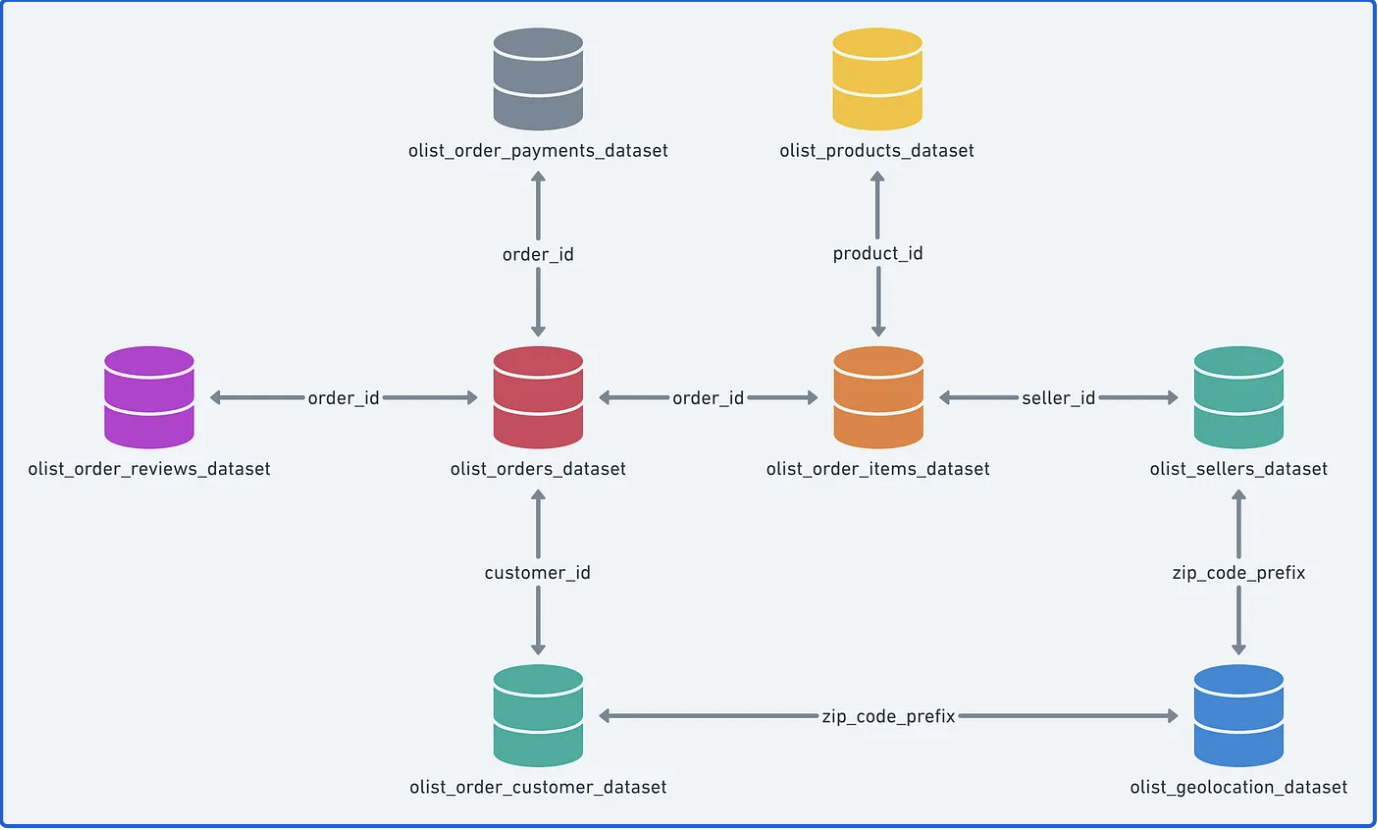 olist_order_payments_dataset
olist_products_dataset
order_id
product_id
order_id
order_id
seller_id
olist_order_reviews_dataset
olist_orders_dataset
olist_order_items_dataset
olist_sellers_dataset
customer_id
zip_code_prefix
zip_code_prefix
olist_order_customer_dataset
olist_geolocation_dataset